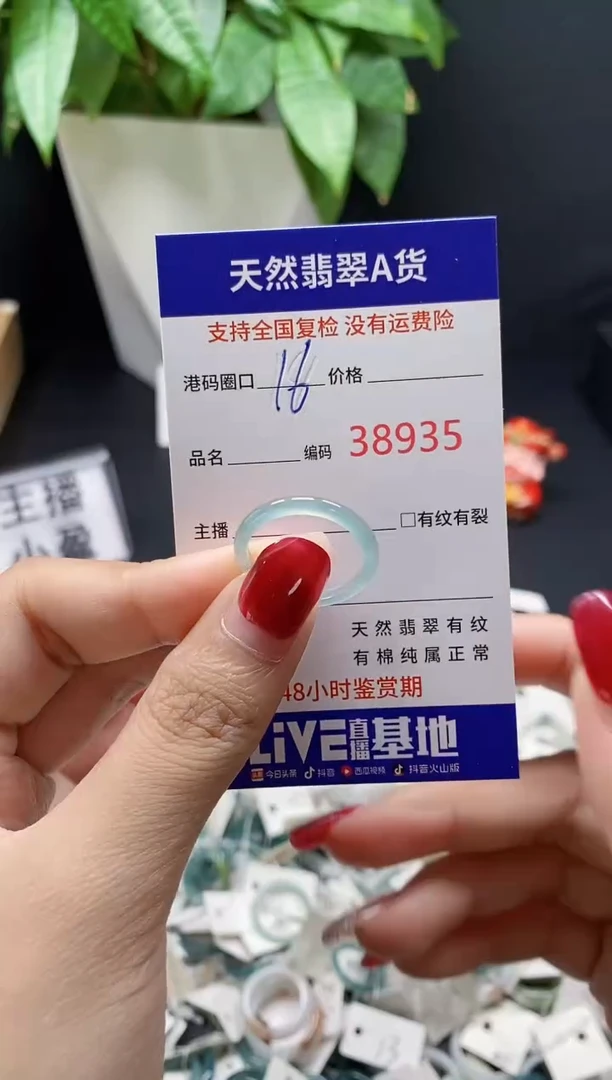 天然翡翠A货
支持全国复检 没有运费险
港码圈口 16 价格
品名 编码 38935
主播 □有纹有裂
天然翡翠有纹
有棉纯属正常
48小时鉴赏期
LiVE直播基地
头条 今日头条 抖音 西瓜视频 抖音火山版
主播
小
13